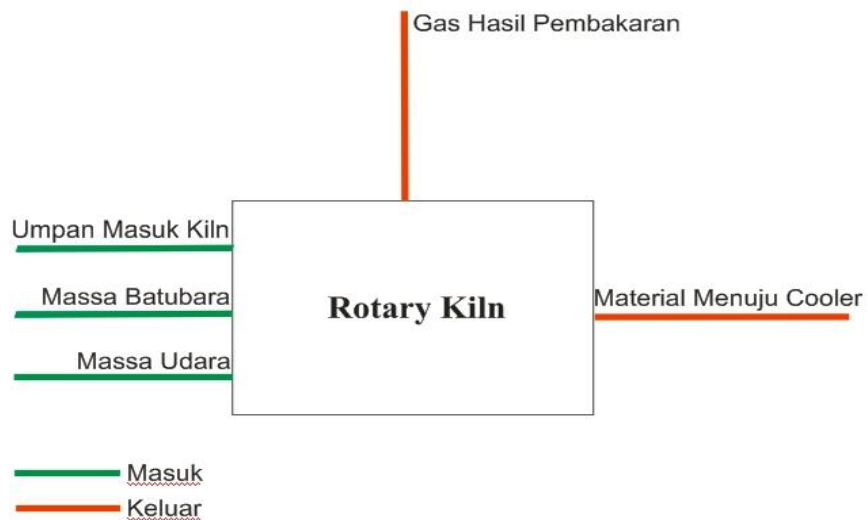 Gas Hasil Pembakaran
Umpan Masuk Kiln
Massa Batubara
Rotary Kiln
Material Menuju Cooler
Massa Udara
Masuk
Keluar